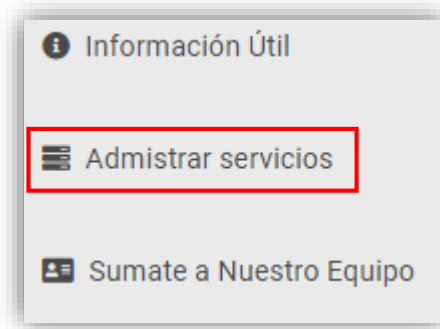 Información Útil
Admistrar servicios
Sumate a Nuestro Equipo